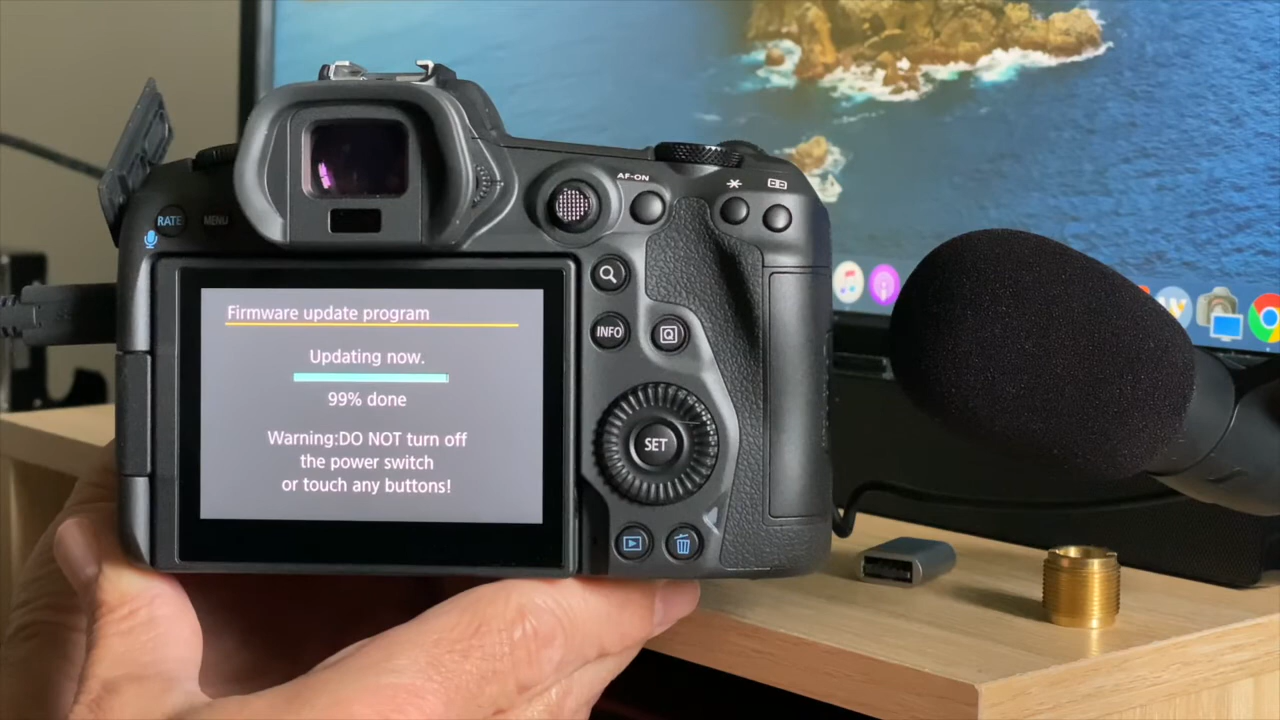 AF-ON
RATE
MENU
Firmware update program
Updating now.
99% done
Warning:DO NOT turn off
the power switch
or touch any buttons!
INFO
Q
SET